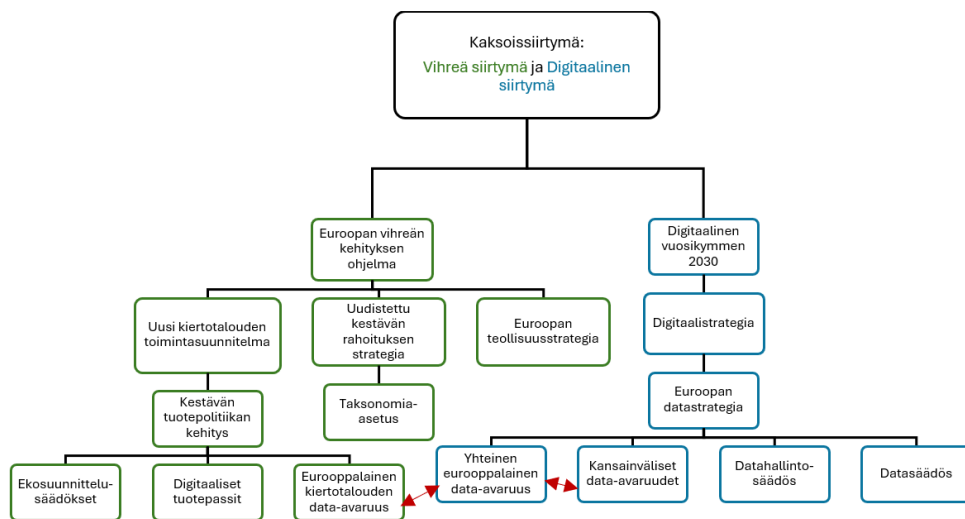 Kaksoissiirtymä:
Vihreä siirtymä ja Digitaalinen
siirtymä
Euroopan vihreän
kehityksen
ohjelma
Digitaalinen
vuosikymmen
2030
Uusi kiertotalouden
toimintasuunnitelma
Uudistettu
kestävän
rahoituksen
strategia
Euroopan
teollisuusstrategia
Digitaalistrategia
Kestävän
tuotepolitiikan
kehitys
Taksonomia-
asetus
Euroopan
datastrategia
Ekosuunnittelu-
säädökset
Digitaaliset
tuotepassit
Eurooppalainen
kiertotalouden
data-avaruus
Yhteinen
eurooppalainen
data-avaruus
Kansainväliset
data-avaruudet
Datahallinto-
säädös
Datasäädös